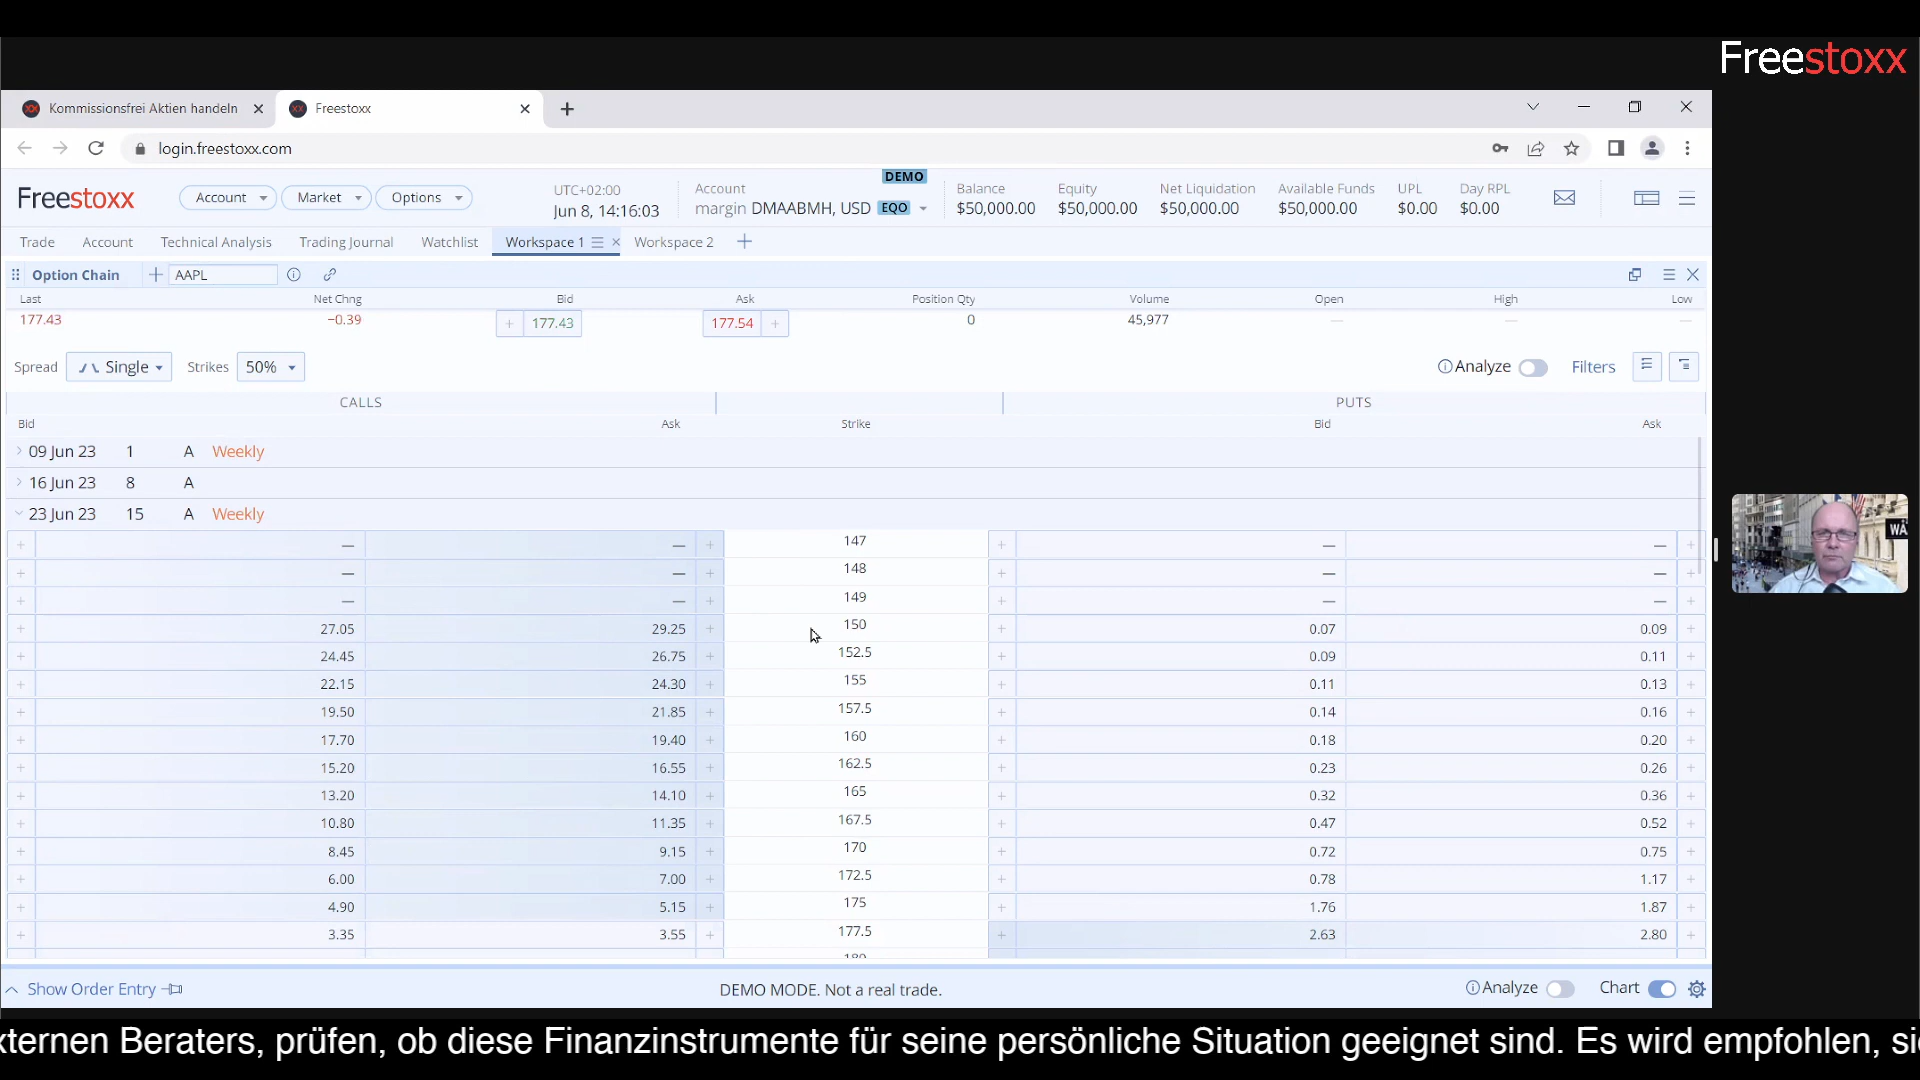 Freestoxx
Kommissionsfrei Aktien handeln
Freestoxx
login.freestoxx.com
Freestoxx
Account
Market
Options
UTC+02:00
Jun 8, 14:16:03
Account
DEMO
margin DMAABMH, USD EQO
Balance
$50,000.00
Equity
$50,000.00
Net Liquidation
$50,000.00
Available Funds
$50,000.00
UPL
$0.00
Day RPL
$0.00
Trade Account Technical Analysis Trading Journal Watchlist Workspace 1 Workspace 2
Option Chain AAPL
Last Net Chng Bid Ask Position Qty Volume Open High Low
177.43 −0.39 177.43 177.54 0 45,977 — — —
Spread Single Strikes 50% Analyze Filters
CALLS PUTS
Bid Ask Strike Bid Ask
09 Jun 23 1 A Weekly
16 Jun 23 8 A
23 Jun 23 15 A Weekly
— — 147 — —
— — 148 — —
— — 149 — —
27.05 29.25 150 0.07 0.09
24.45 26.75 152.5 0.09 0.11
22.15 24.30 155 0.11 0.13
19.50 21.85 157.5 0.14 0.16
17.70 19.40 160 0.18 0.20
15.20 16.55 162.5 0.23 0.26
13.20 14.10 165 0.32 0.36
10.80 11.35 167.5 0.47 0.52
8.45 9.15 170 0.72 0.75
6.00 7.00 172.5 0.78 1.17
4.90 5.15 175 1.76 1.87
3.35 3.55 177.5 2.63 2.80
180
WA
Show Order Entry DEMO MODE. Not a real trade. Analyze Chart
xternen Beraters, prüfen, ob diese Finanzinstrumente für seine persönliche Situation geeignet sind. Es wird empfohlen, si